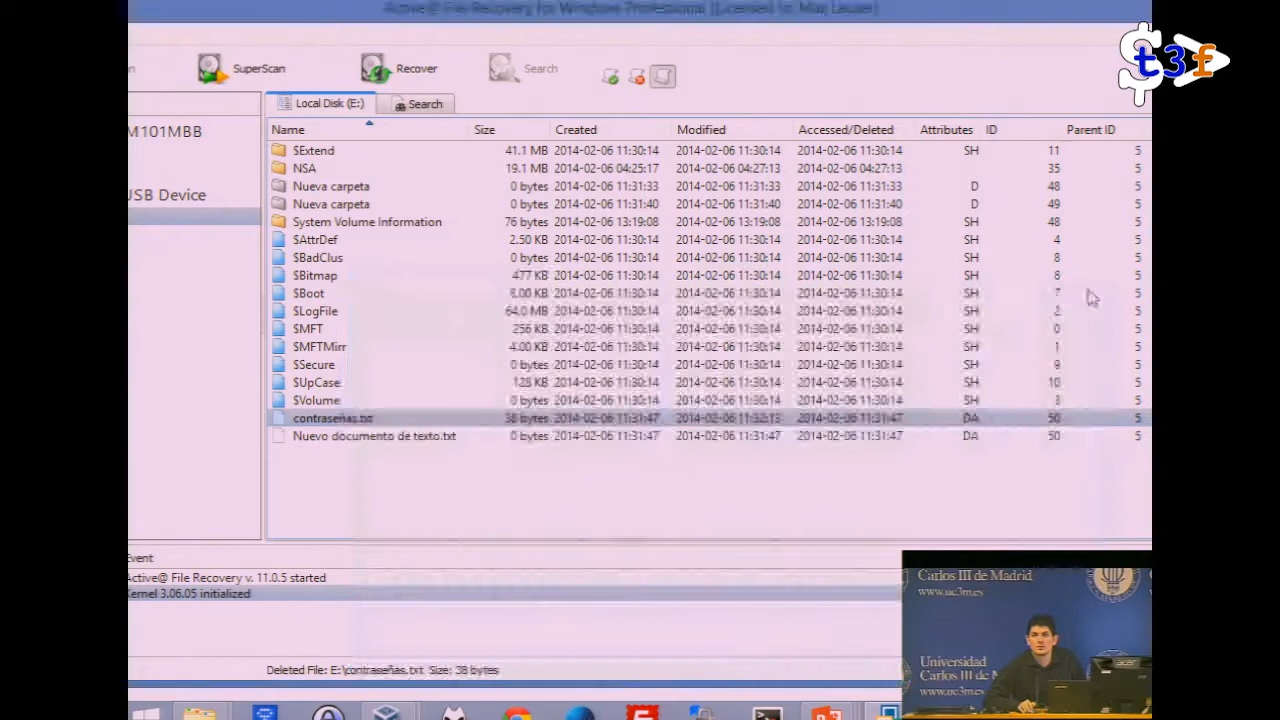 Active@ File Recovery for Windows Professional
$
t3f
SuperScan
Recover
Search
Local Disk (E:)
Search
M101MBB
USB Device
Name Size Created Modified Accessed/Deleted Attributes ID Parent ID
$Extend 41.1 MB 2014-02-06 11:30:14 2014-02-06 11:30:14 2014-02-06 11:30:14 SH 11 5
NSA 19.1 MB 2014-02-06 04:25:17 2014-02-06 04:27:13 2014-02-06 04:27:13 35 5
Nueva carpeta 0 bytes 2014-02-06 11:31:33 2014-02-06 11:31:33 2014-02-06 11:31:33 D 48 5
Nueva carpeta 0 bytes 2014-02-06 11:31:40 2014-02-06 11:31:40 2014-02-06 11:31:40 D 49 5
System Volume Information 76 bytes 2014-02-06 13:19:08 2014-02-06 13:19:08 2014-02-06 13:19:08 SH 48 5
$AttrDef 2.50 KB 2014-02-06 11:30:14 2014-02-06 11:30:14 2014-02-06 11:30:14 SH 4 5
$BadClus 0 bytes 2014-02-06 11:30:14 2014-02-06 11:30:14 2014-02-06 11:30:14 SH 8 5
$Bitmap 477 KB 2014-02-06 11:30:14 2014-02-06 11:30:14 2014-02-06 11:30:14 SH 6 5
$Boot 8.00 KB 2014-02-06 11:30:14 2014-02-06 11:30:14 2014-02-06 11:30:14 SH 7 5
$LogFile 64.0 MB 2014-02-06 11:30:14 2014-02-06 11:30:14 2014-02-06 11:30:14 SH 2 5
$MFT 256 KB 2014-02-06 11:30:14 2014-02-06 11:30:14 2014-02-06 11:30:14 SH 0 5
$MFTMirr 4.00 KB 2014-02-06 11:30:14 2014-02-06 11:30:14 2014-02-06 11:30:14 SH 1 5
$Secure 0 bytes 2014-02-06 11:30:14 2014-02-06 11:30:14 2014-02-06 11:30:14 SH 9 5
$UpCase 128 KB 2014-02-06 11:30:14 2014-02-06 11:30:14 2014-02-06 11:30:14 SH 10 5
$Volume 0 bytes 2014-02-06 11:30:14 2014-02-06 11:30:14 2014-02-06 11:30:14 SH 3 5
contraseñas.txt 38 bytes 2014-02-06 11:31:47 2014-02-06 11:32:13 2014-02-06 11:31:47 DA 50 5
Nuevo documento de texto.txt 0 bytes 2014-02-06 11:31:47 2014-02-06 11:31:47 2014-02-06 11:31:47 DA 50 5
Event
Active@ File Recovery v. 11.0.5 started
Kernel 3.06.05 initialized
Deleted File: E:\contraseñas.txt Size: 38 bytes
Carlos III de Madrid
www.uc3m.es
Universidad
Carlos III de M
www.uc3m.es
acer